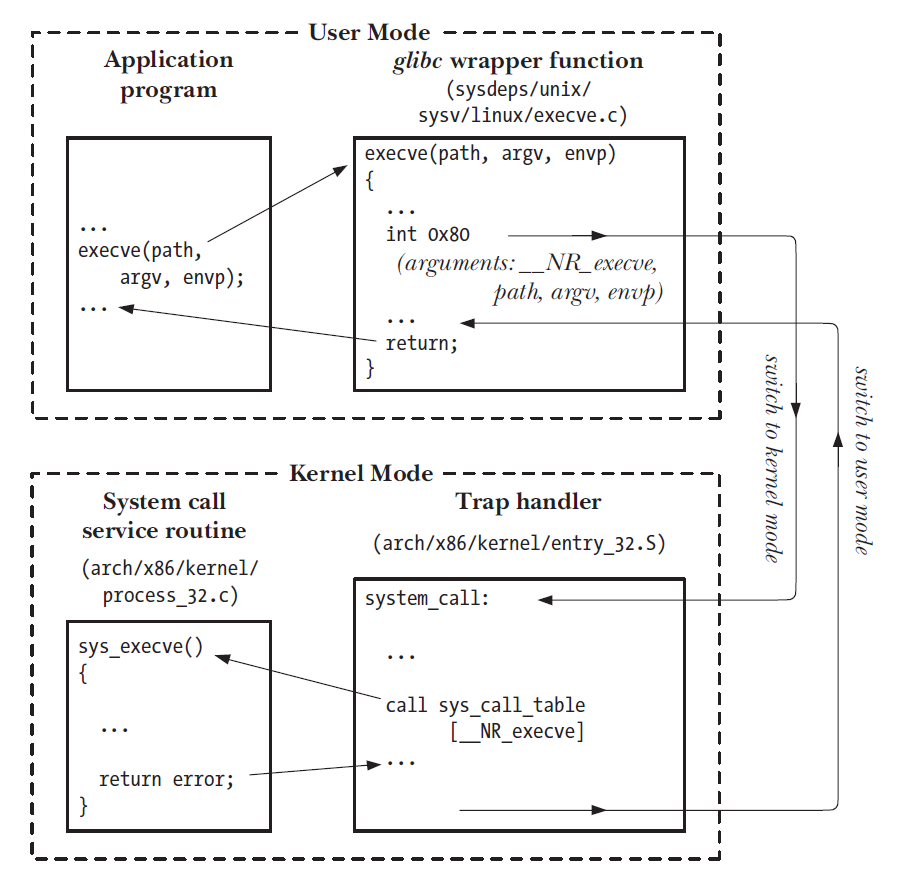 User Mode
Application
program
glibc wrapper function
(sysdeps/unix/
sysv/linux/execve.c)
...
execve(path,
argv, envp);
...
execve(path, argv, envp)
{
...
int 0x80
(arguments: __NR_execve,
path, argv, envp)
...
return;
}
switch to kernel mode
switch to user mode
Kernel Mode
System call
service routine
(arch/x86/kernel/
process_32.c)
Trap handler
(arch/x86/kernel/entry_32.S)
sys_execve()
{
...
return error;
}
system_call:
...
call sys_call_table
[__NR_execve]
...